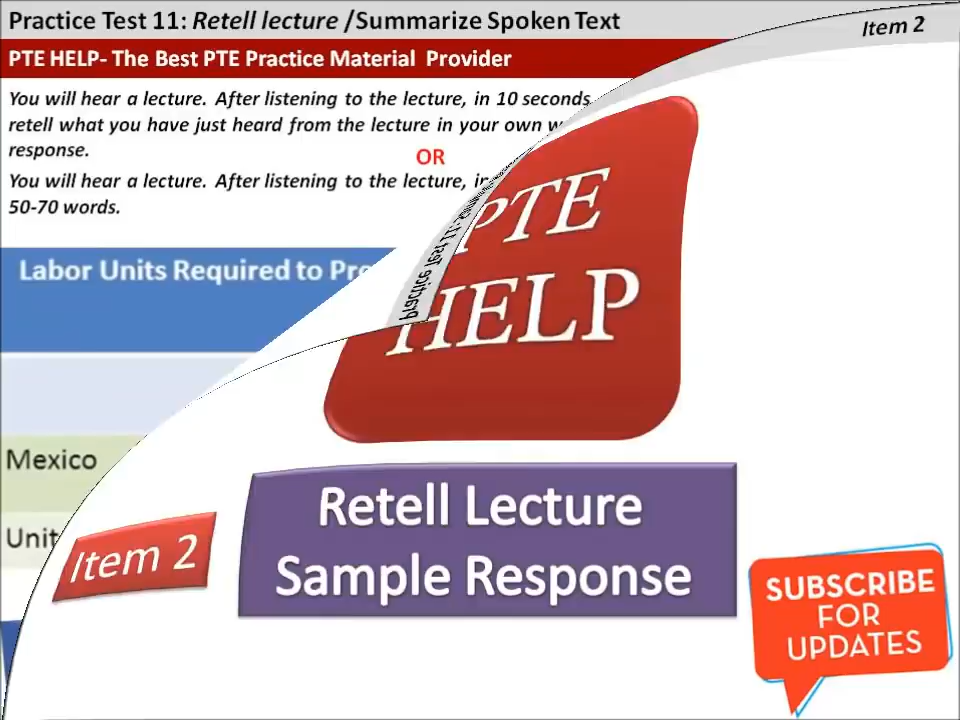 Practice Test 11: Retell lecture /Summarize Spoken Text
Item 2
PTE HELP- The Best PTE Practice Material Provider
You will hear a lecture. After listening to the lecture, in 10 seconds,
retell what you have just heard from the lecture in your own
response.
OR
You will hear a lecture. After listening to the lecture,
50-70 words.
PTE
HELP
Practice Test 11:
Labor Units Required to
Mexico
Item 2
Retell Lecture
Sample Response
SUBSCRIBE
FOR
UPDATES